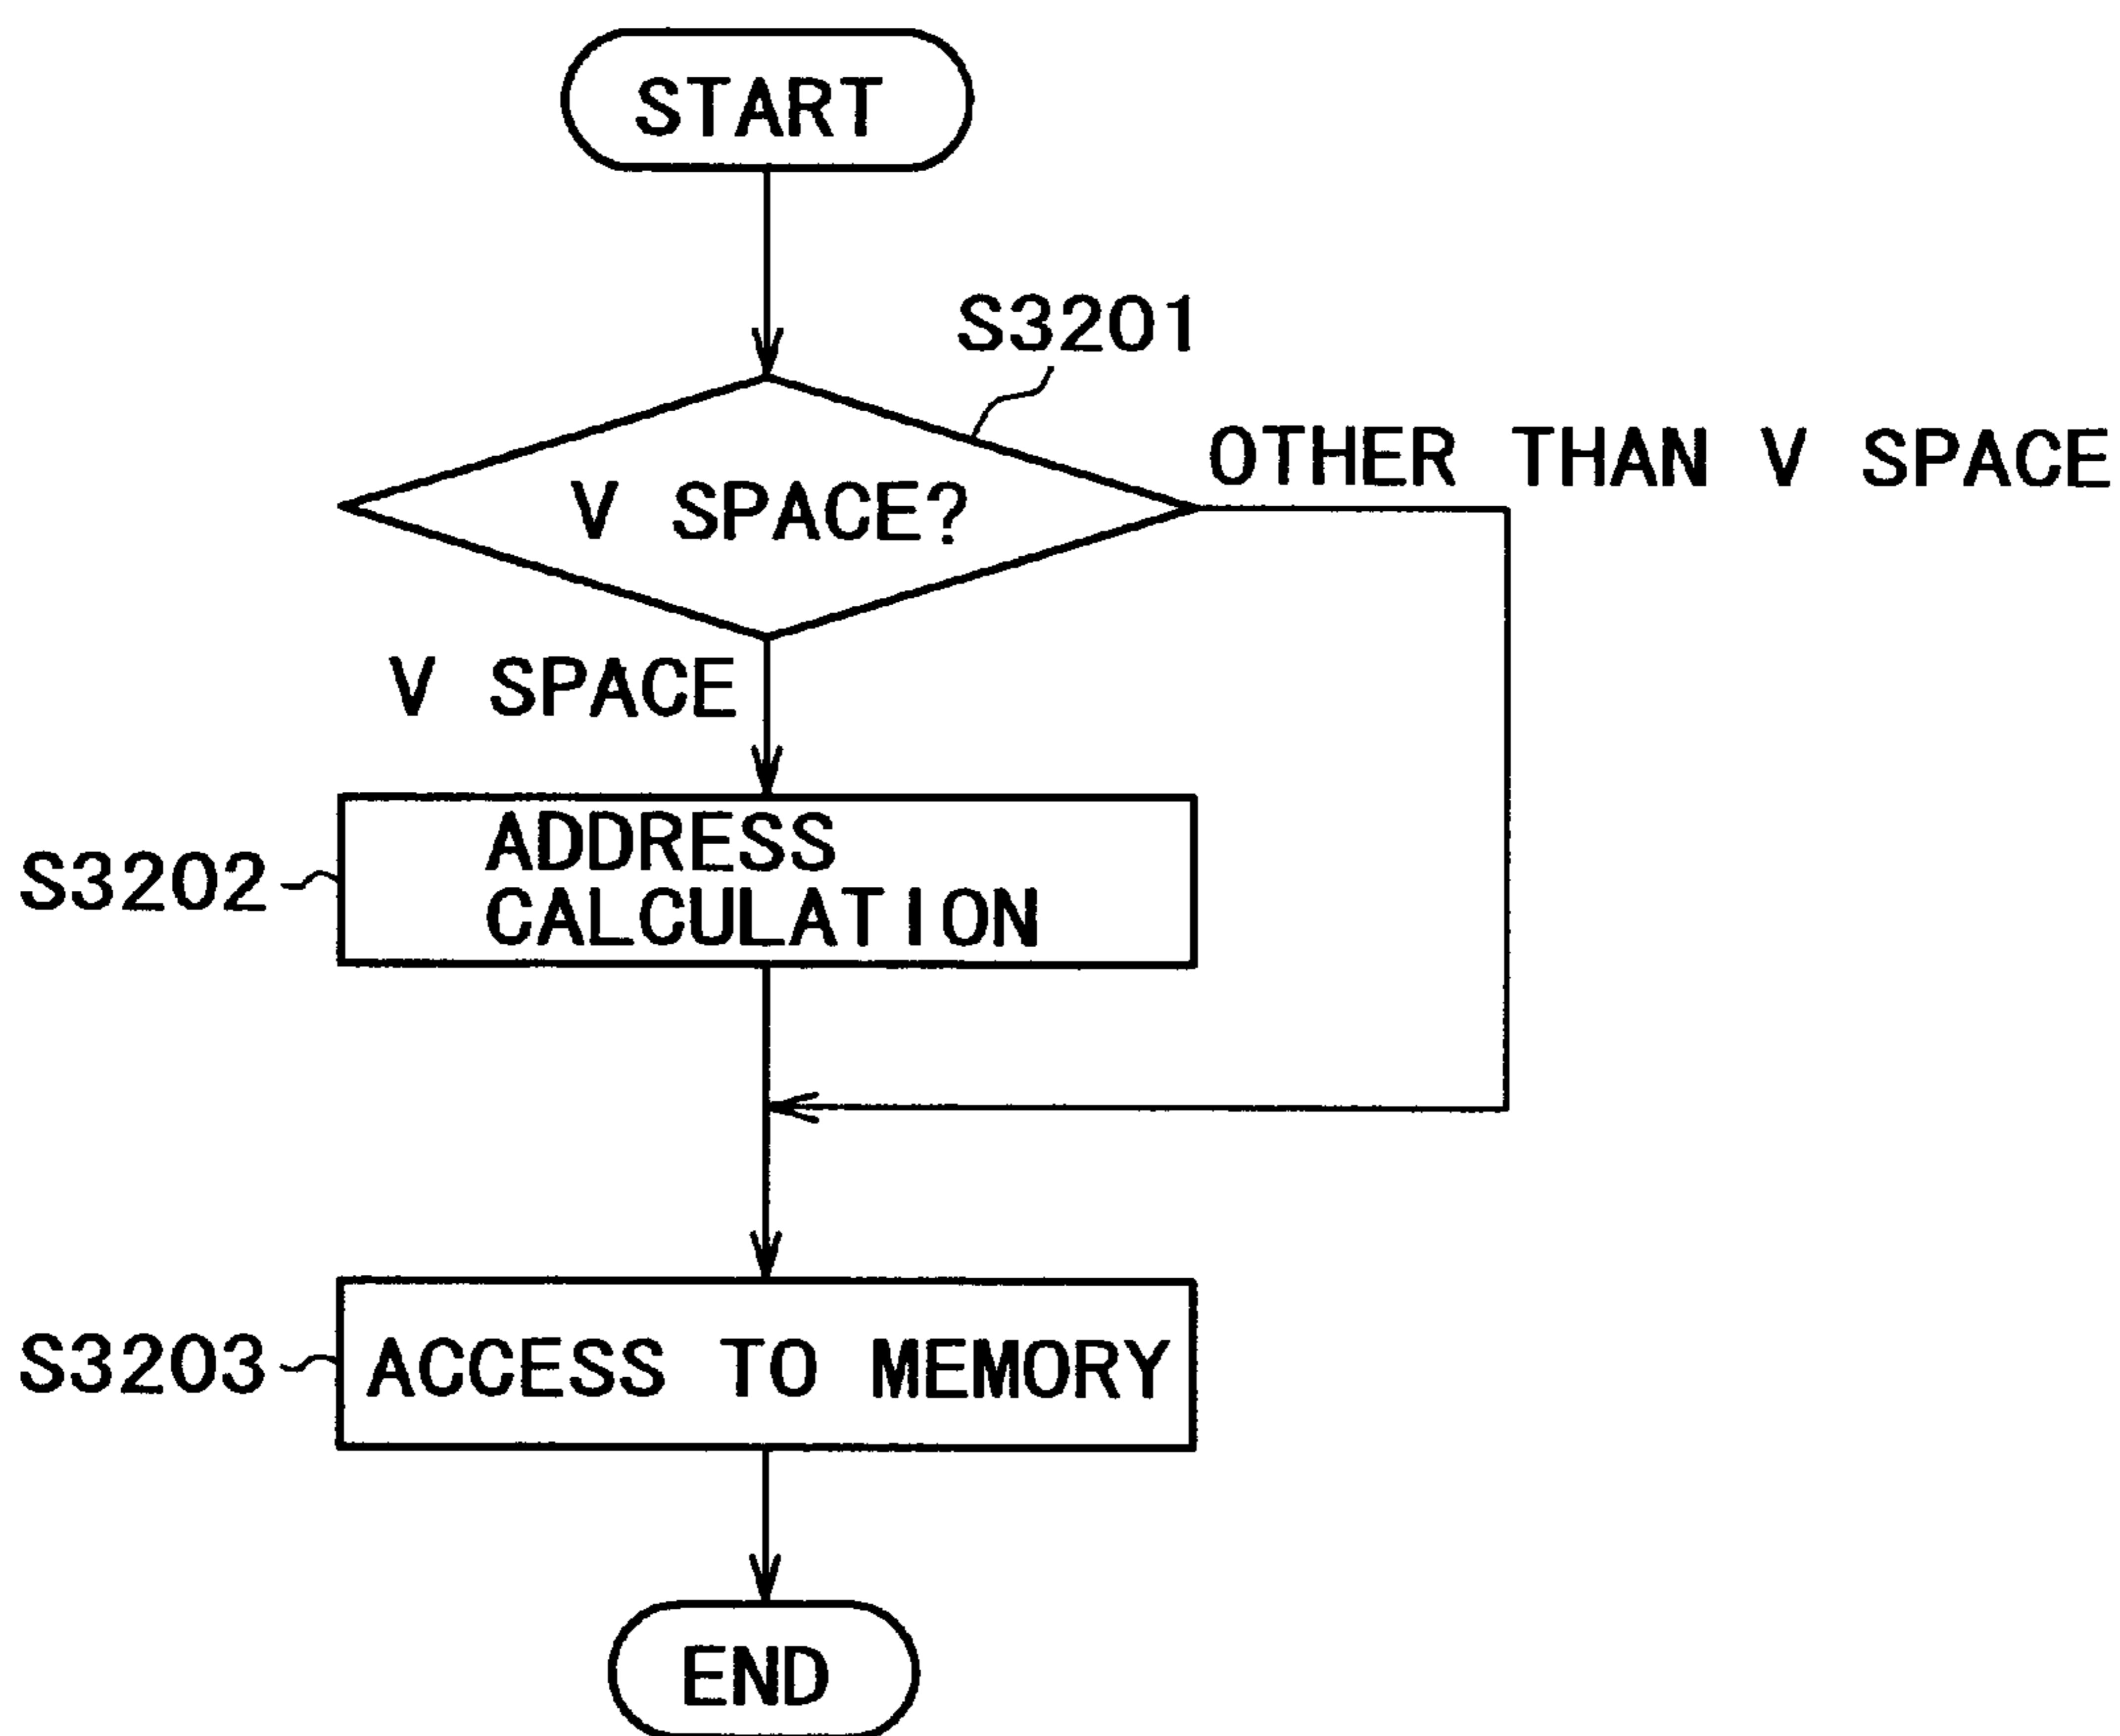 START
S3201
OTHER THAN V SPACE
V SPACE?
V SPACE
ADDRESS
S3202
CALCULATION
S3203
ACCESS TO MEMORY
END